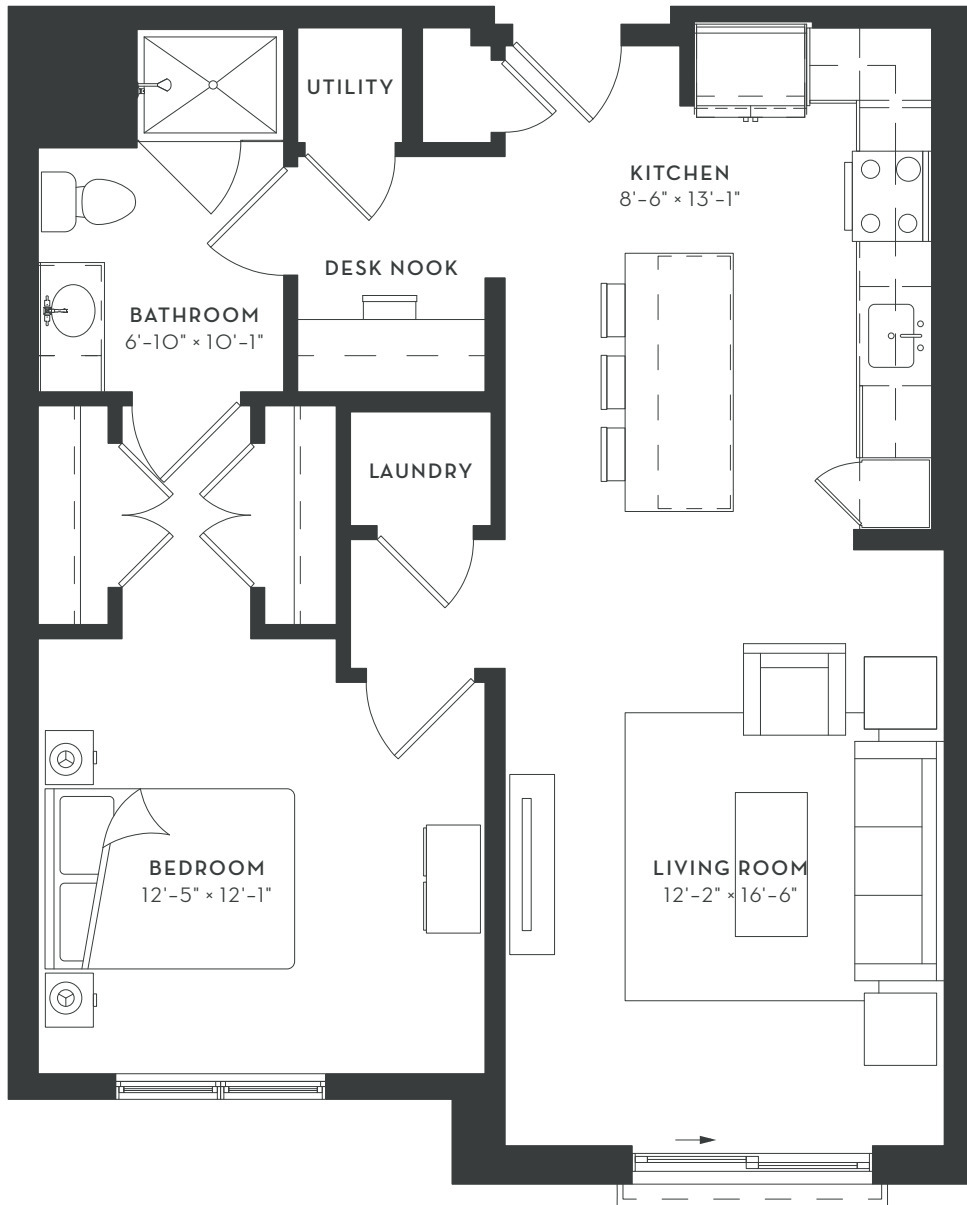 UTILITY
KITCHEN
8'-6" × 13'-1"
DESK NOOK
BATHROOM
6'-10" × 10'-1"
LAUNDRY
BEDROOM
12'-5" × 12'-1"
LIVING ROOM
12'-2" × 16'-6"